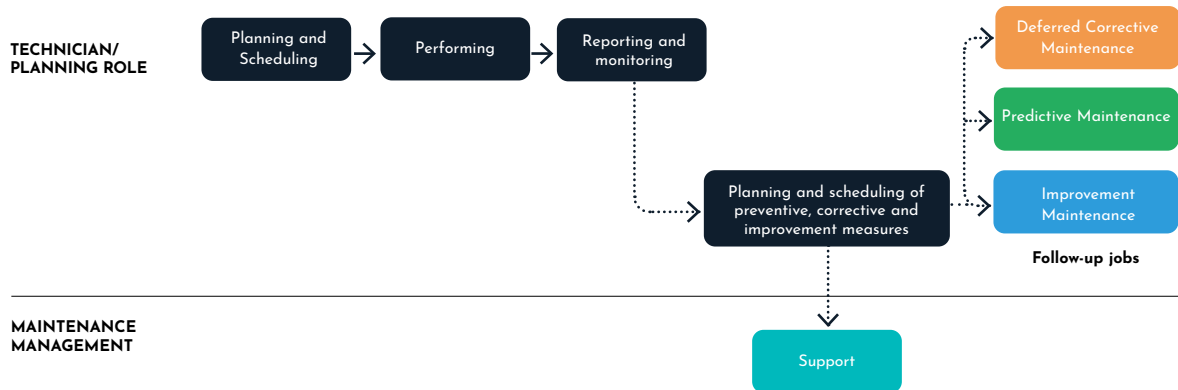 TECHNICIAN/
PLANNING ROLE
Planning and
Scheduling
Performing
Reporting and
monitoring
Deferred Corrective
Maintenance
Predictive Maintenance
Planning and scheduling of
preventive, corrective and
improvement measures
Improvement
Maintenance
Follow-up jobs
MAINTENANCE
MANAGEMENT
Support